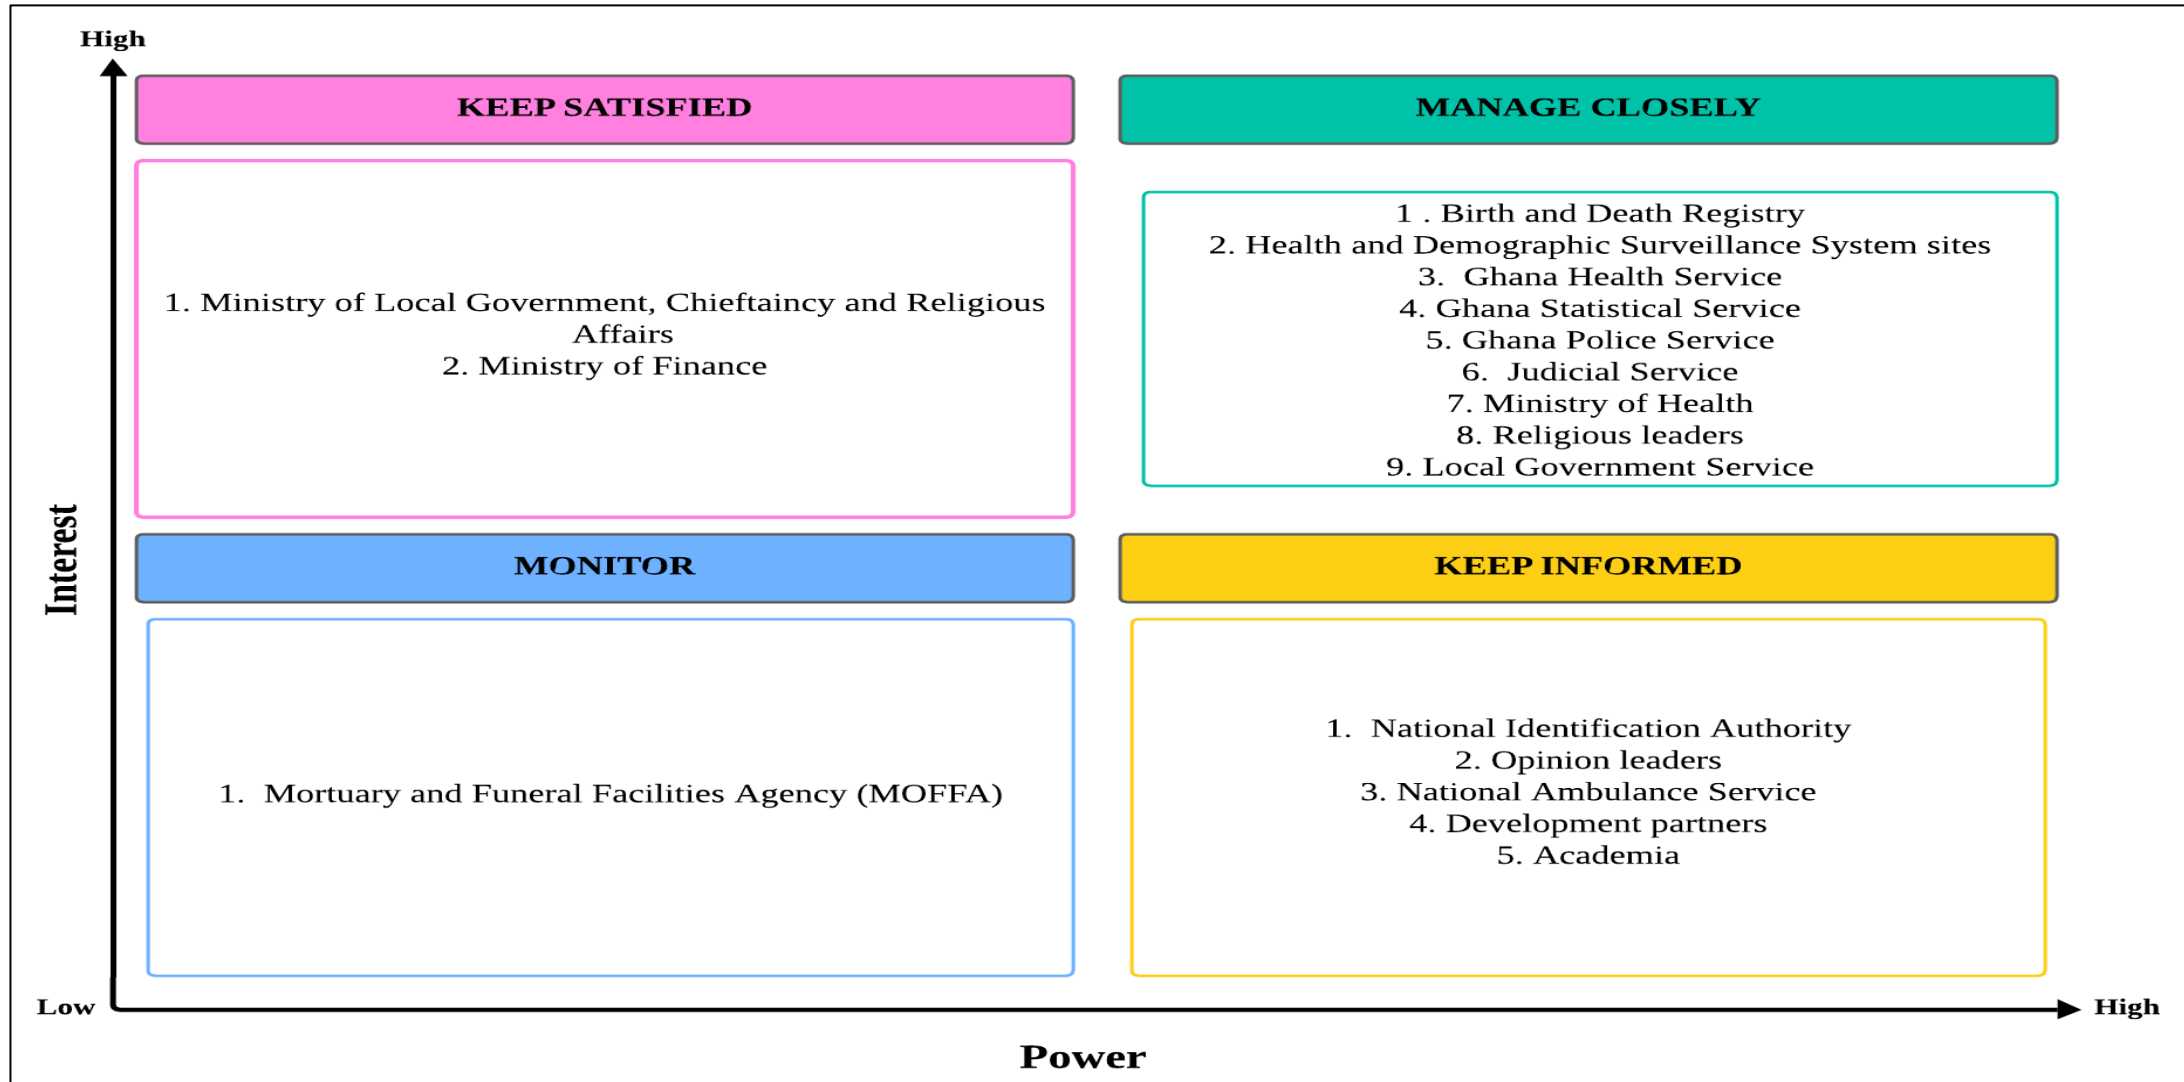 High
KEEP SATISFIED
MANAGE CLOSELY
1. Ministry of Local Government, Chieftaincy and Religious
Affairs
2. Ministry of Finance
1 . Birth and Death Registry
2. Health and Demographic Surveillance System sites
3. Ghana Health Service
4. Ghana Statistical Service
5. Ghana Police Service
6. Judicial Service
7. Ministry of Health
8. Religious leaders
9. Local Government Service
Interest
MONITOR
KEEP INFORMED
1. Mortuary and Funeral Facilities Agency (MOFFA)
1. National Identification Authority
2. Opinion leaders
3. National Ambulance Service
4. Development partners
5. Academia
Low
High
Power